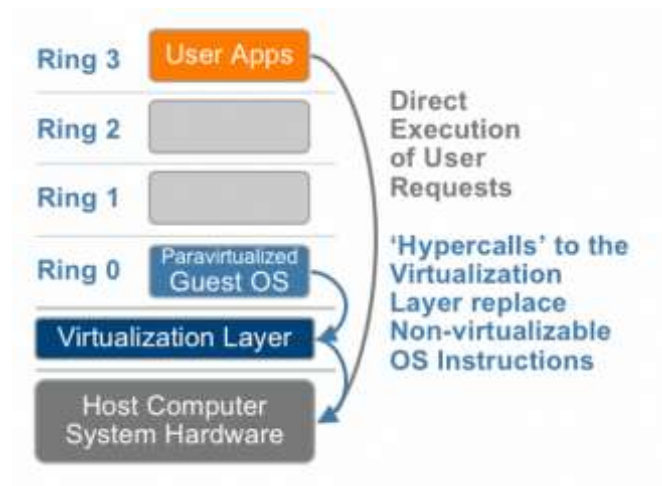 Ring 3
User Apps
Ring 2
Ring 1
Ring 0
Paravirtualized
Guest OS
Virtualization Layer
Host Computer
System Hardware
Direct
Execution
of User
Requests
‘Hypercalls’ to the
Virtualization
Layer replace
Non-virtualizable
OS Instructions